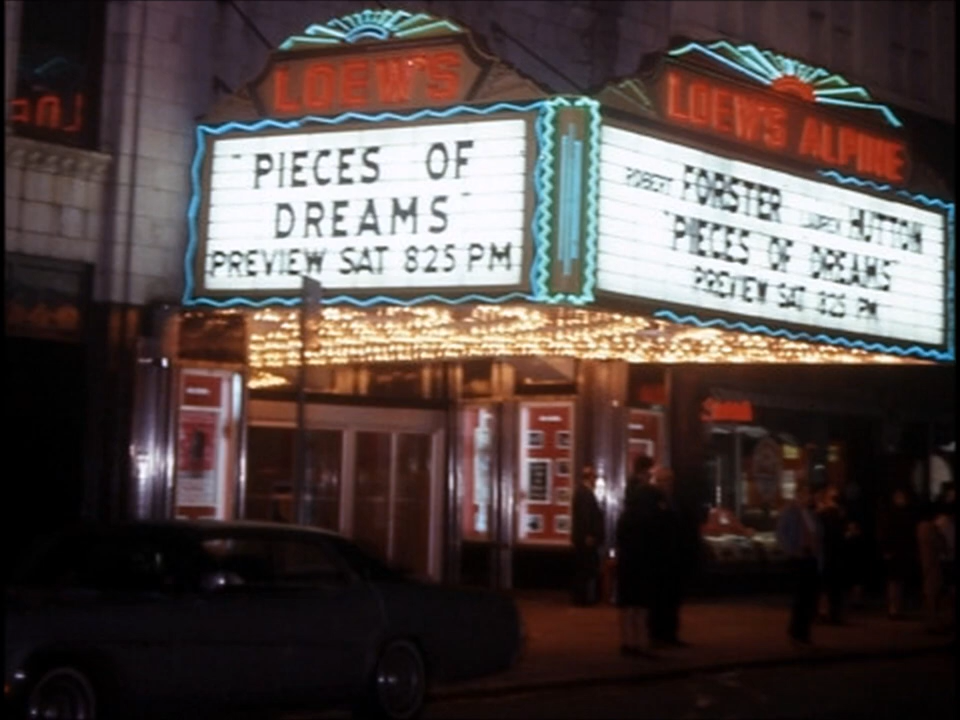 LOEW'S
"PIECES OF
DREAMS"
PREVIEW SAT 825 PM
LOEW'S ALPINE
ROBERT FORSTER LAUREN HUTTON
"PIECES OF DREAMS"
PREVIEW SAT 825 PM